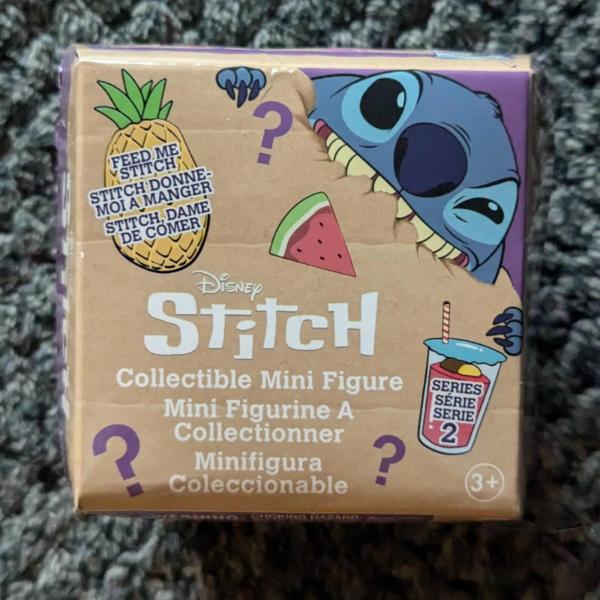 FEED ME
STITCH
STITCH DONNE-
MOI A MANGER
STITCH, DAME
DE COMER
?
Disney
STITCH
Collectible Mini Figure
Mini Figurine A
Collectionner
Minifigura
Coleccionable
?
?
SERIES
SÉRIE
SERIE
2
3+
WARNING: CHOKING HAZARD-